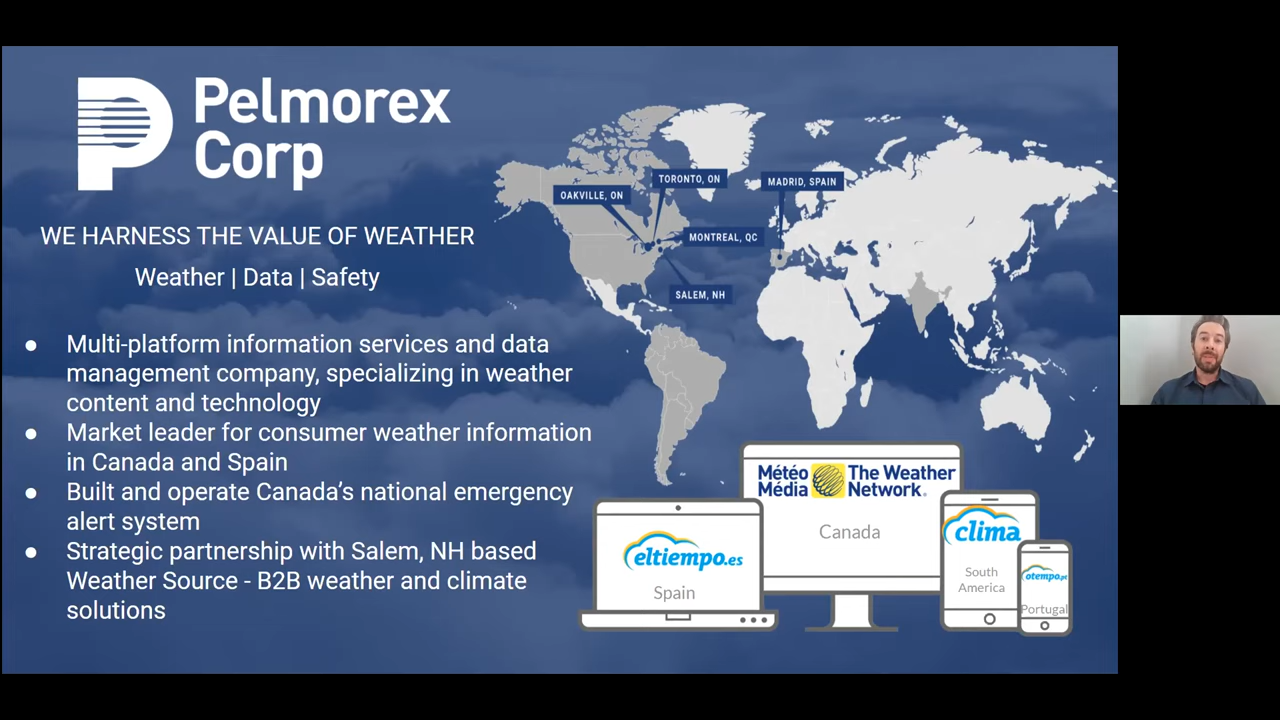 Pelmorex
Corp
WE HARNESS THE VALUE OF WEATHER
Weather | Data | Safety
● Multi-platform information services and data
management company, specializing in weather
content and technology
● Market leader for consumer weather information
in Canada and Spain
● Built and operate Canada's national emergency
alert system
● Strategic partnership with Salem, NH based
Weather Source - B2B weather and climate
solutions
TORONTO, ON
OAKVILLE, ON
MADRID, SPAIN
MONTREAL, QC
SALEM, NH
Météo
Média
The Weather
Network
Canada
eltiempo.es
Spain
clima
South
America
otempo.pt
Portugal